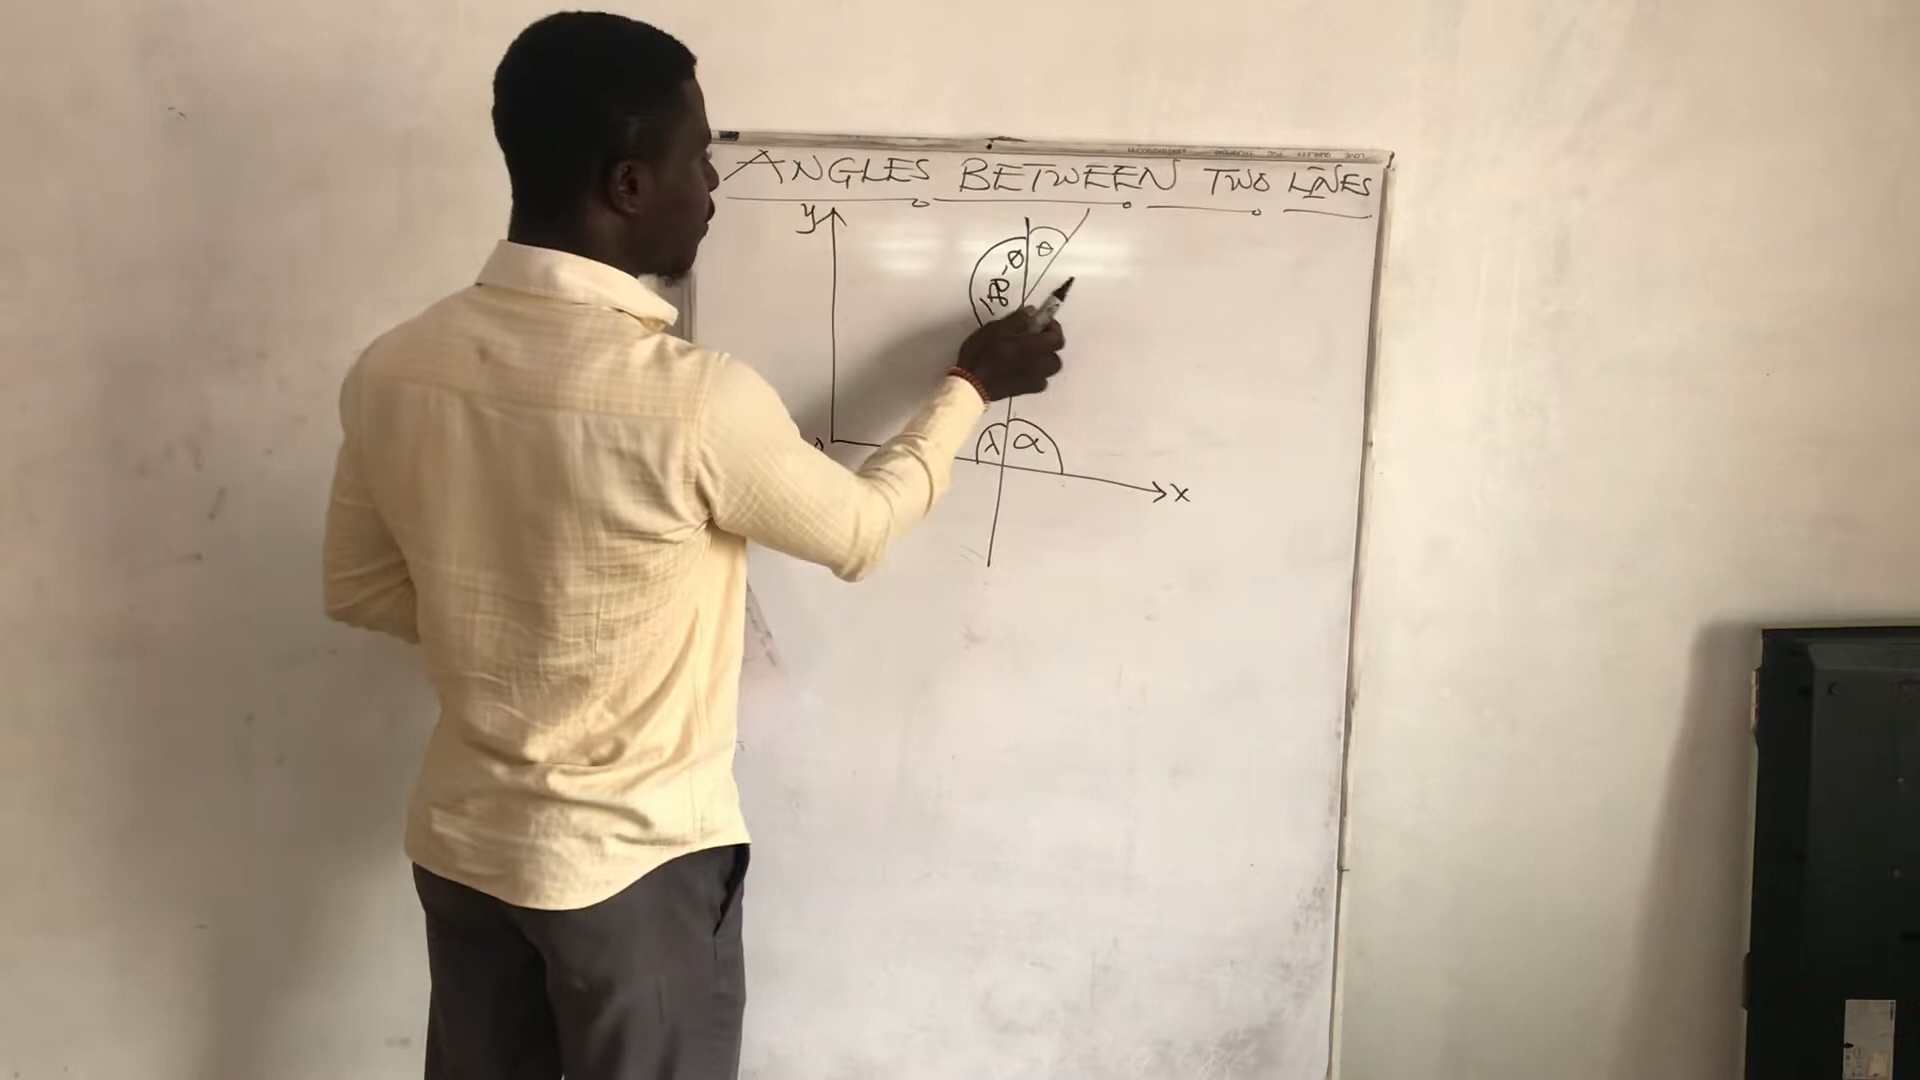 ANGLES BETWEEN TWO LINES
y
θ
180-θ
λ α
x